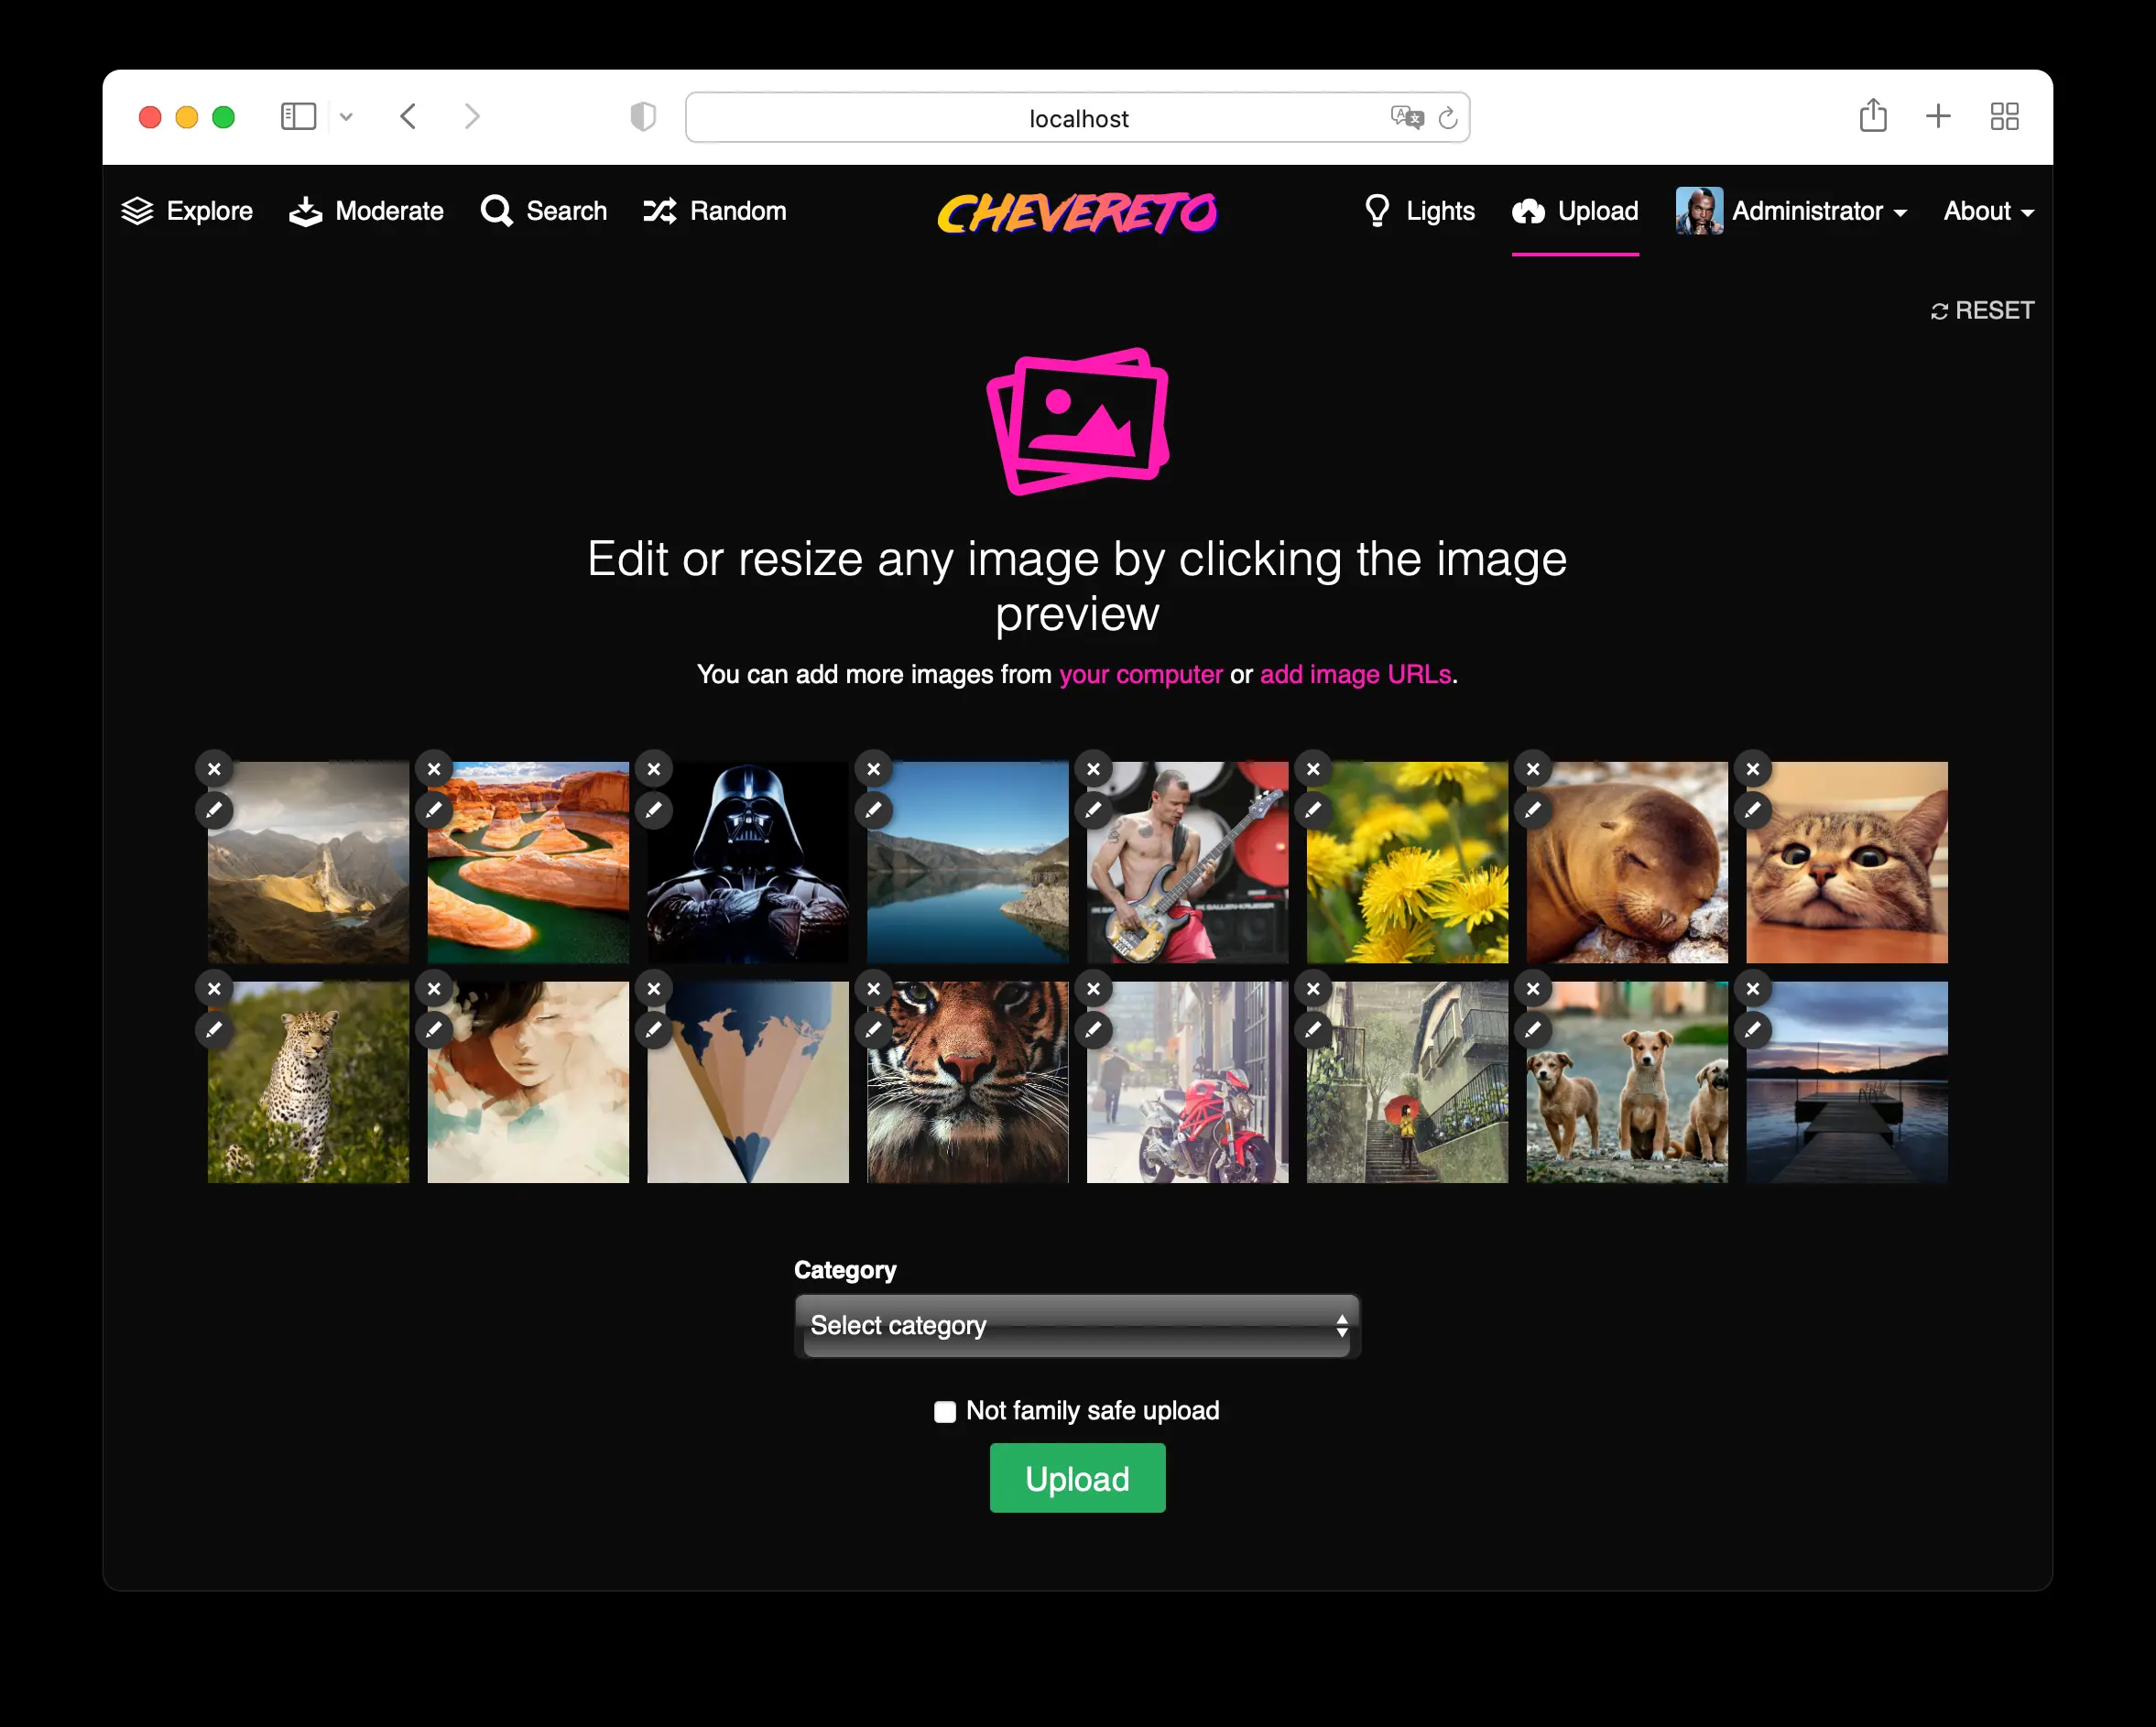 localhost
Explore
Moderate
Search
Random
CHEVERETO
Lights
Upload
Administrator
About
RESET
Edit or resize any image by clicking the image
preview
You can add more images from your computer or add image URLs.
Category
Select category
Not family safe upload
Upload